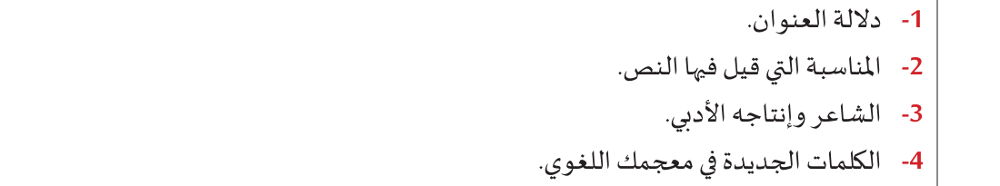 1- دلالة العنوان.
2- المناسبة التي قيل فيها النص.
3- الشاعر وإنتاجه الأدبي.
4- الكلمات الجديدة في معجمك اللغوي.